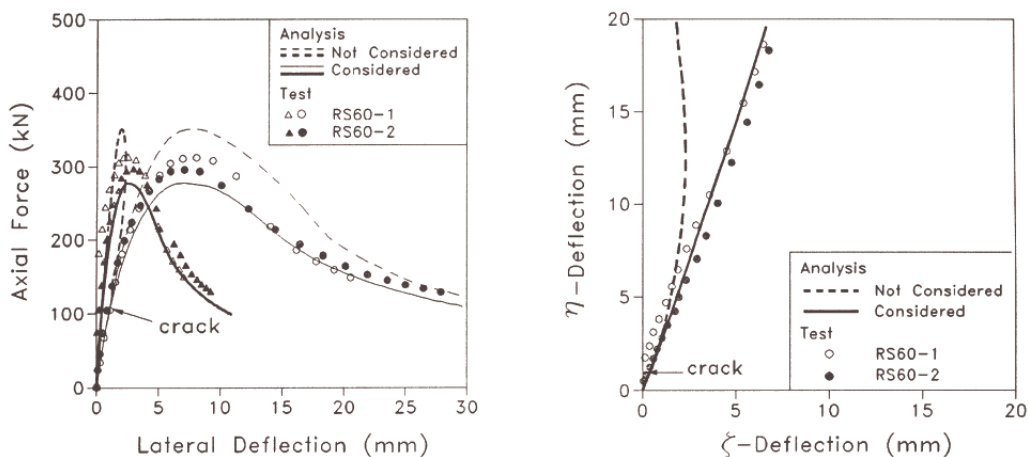 500
400
300
200
100
0
Axial Force (kN)
Analysis
Not Considered
Considered
Test
RS60-1
RS60-2
crack
0 5 10 15 20 25 30
Lateral Deflection (mm)
20
15
10
5
0
η-Deflection (mm)
Analysis
Not Considered
Considered
Test
RS60-1
RS60-2
crack
0 5 10 15 20
ζ-Deflection (mm)